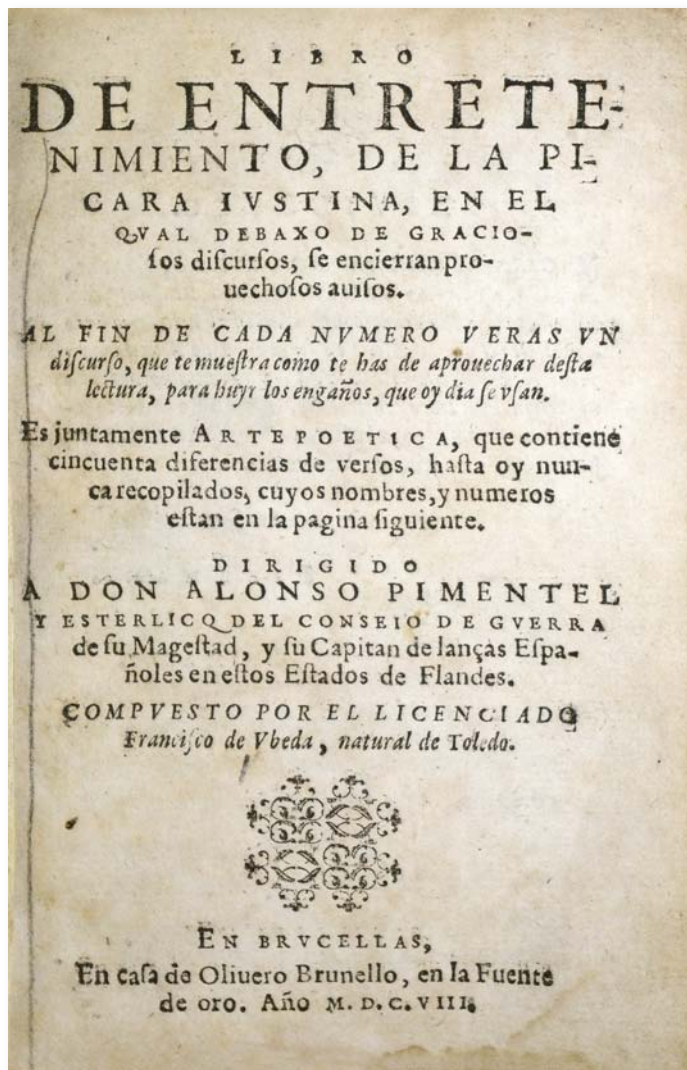 LIBRO
DE ENTRETE-
NIMIENTO, DE LA PI-
CARA IVSTINA, EN EL
QVAL DEBAXO DE GRACIO-
ſos diſcurſos, ſe encierran pro-
uechoſos auiſos.
AL FIN DE CADA NVMERO VERAS VN
diſcurſo, que te mueſtra como te has de aprouechar deſta
lectura, para huyr los engaños, que oy dia ſe vſan.
Es juntamente ARTE POETICA, que contiene
cincuenta diferencias de verſos, haſta oy nun-
ca recopilados, cuyos nombres, y numeros
eſtan en la pagina ſiguiente.
DIRIGIDO
A DON ALONSO PIMENTEL
Y ESTERLICQ DEL CONSEIO DE GVERRA
de ſu Mageſtad, y ſu Capitan de lanças Eſpa-
ñoles en eſtos Eſtados de Flandes.
COMPVESTO POR EL LICENCIADO
Franciſco de Vbeda, natural de Toledo.
EN BRVCELLAS,
En caſa de Oliuero Brunello, en la Fuente
de oro. Año M. D. C. VIII.